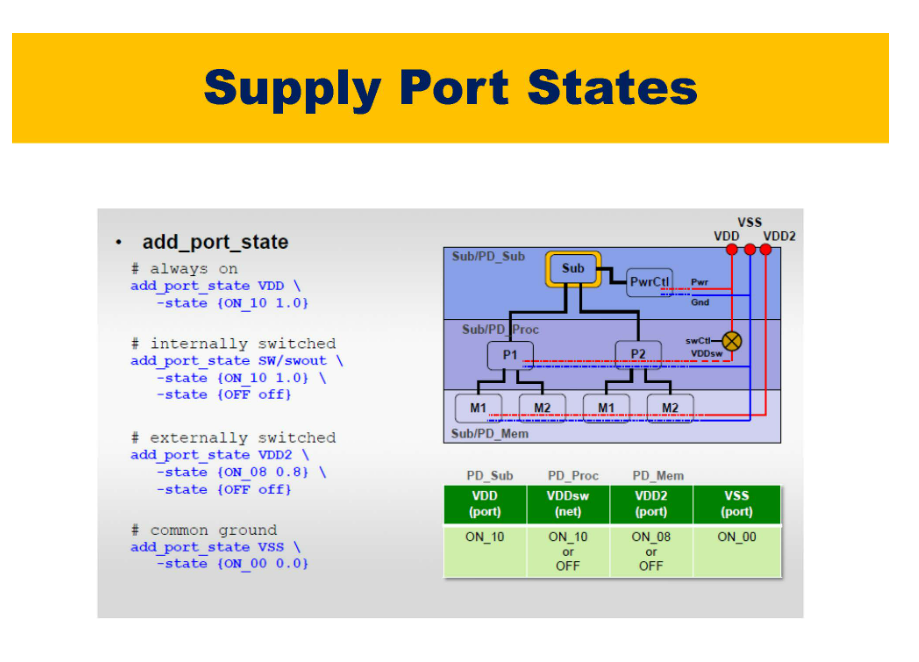 Supply Port States
• add_port_state
# always on
add_port_state VDD \
-state {ON_10 1.0}
# internally switched
add_port_state SW/swout \
-state {ON_10 1.0} \
-state {OFF off}
# externally switched
add_port_state VDD2 \
-state {ON_08 0.8} \
-state {OFF off}
# common ground
add_port_state VSS \
-state {ON_00 0.0}
VSS
VDD VDD2
Sub/PD_Sub
Sub
PwrCtl
Pwr
Gnd
Sub/PD_Proc
swCtl
VDDsw
P1 P2
M1 M2 M1 M2
Sub/PD_Mem
PD_Sub PD_Proc PD_Mem
VDD VDDsw VDD2 VSS
(port) (net) (port) (port)
ON_10 ON_10 ON_08 ON_00
or or
OFF OFF